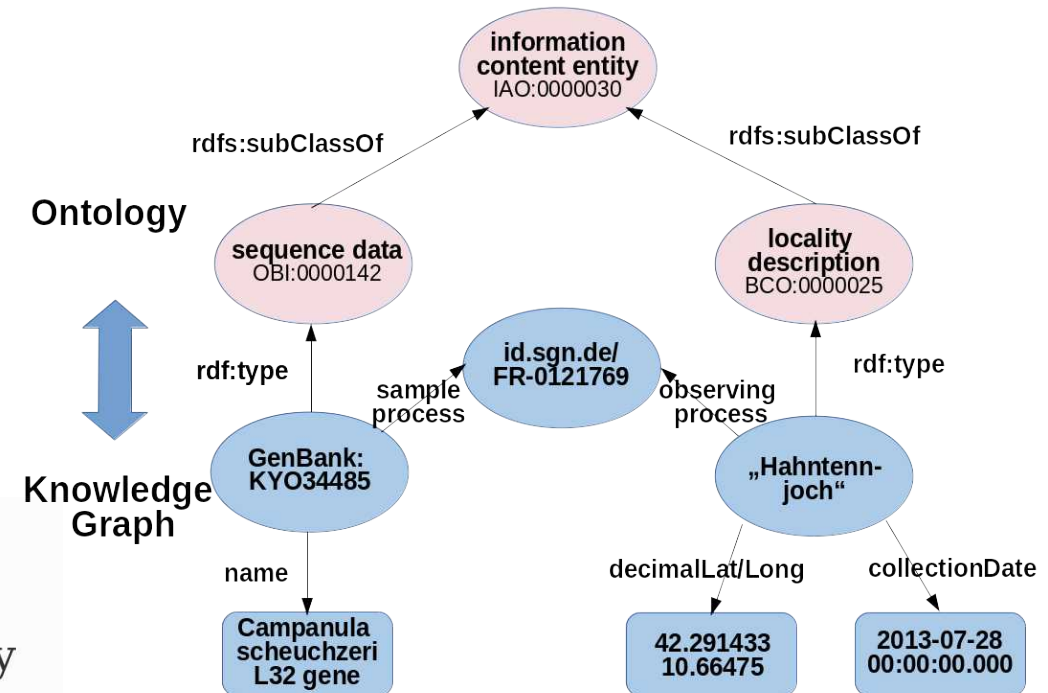 information
content entity
IAO:0000030
rdfs:subClassOf
rdfs:subClassOf
Ontology
sequence data
OBI:0000142
locality
description
BCO:0000025
id.sgn.de/
FR-0121769
rdf:type
rdf:type
sample
process
observing
process
GenBank:
KYO34485
„Hahntenn-
joch“
Knowledge
Graph
name
decimalLat/Long
collectionDate
Campanula
scheuchzeri
L32 gene
42.291433
10.66475
2013-07-28
00:00:00.000
y